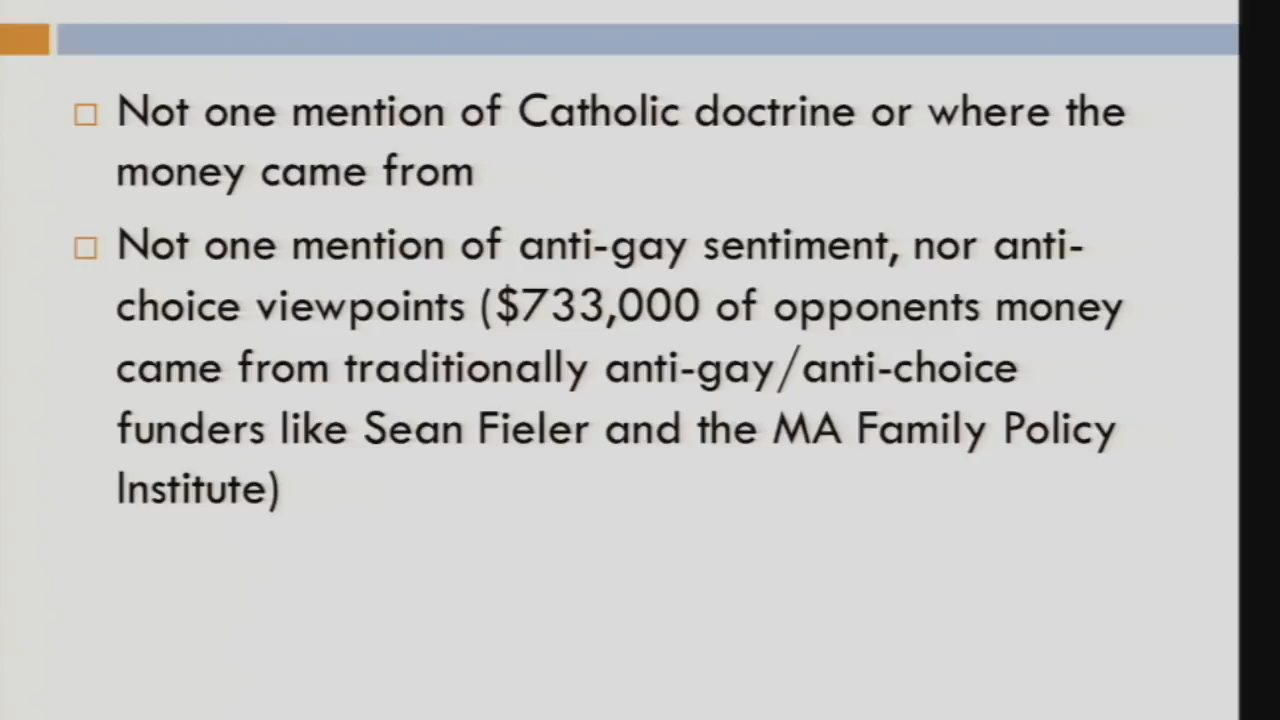 Not one mention of Catholic doctrine or where the
money came from
Not one mention of anti-gay sentiment, nor anti-
choice viewpoints ($733,000 of opponents money
came from traditionally anti-gay/anti-choice
funders like Sean Fieler and the MA Family Policy
Institute)